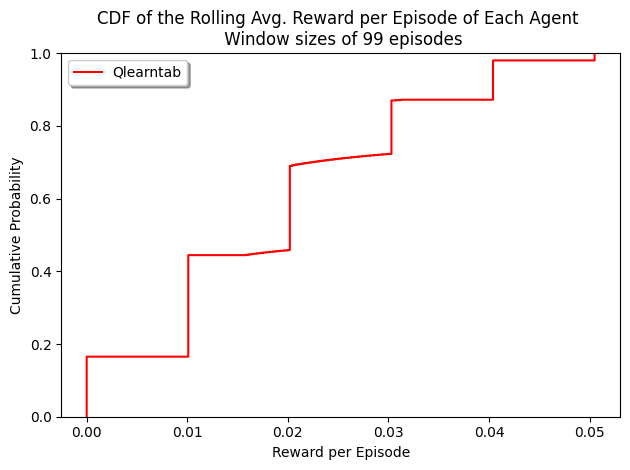 CDF of the Rolling Avg. Reward per Episode of Each Agent
Window sizes of 99 episodes
Qlearntab
Cumulative Probability
1.0
0.8
0.6
0.4
0.2
0.0
0.00 0.01 0.02 0.03 0.04 0.05
Reward per Episode